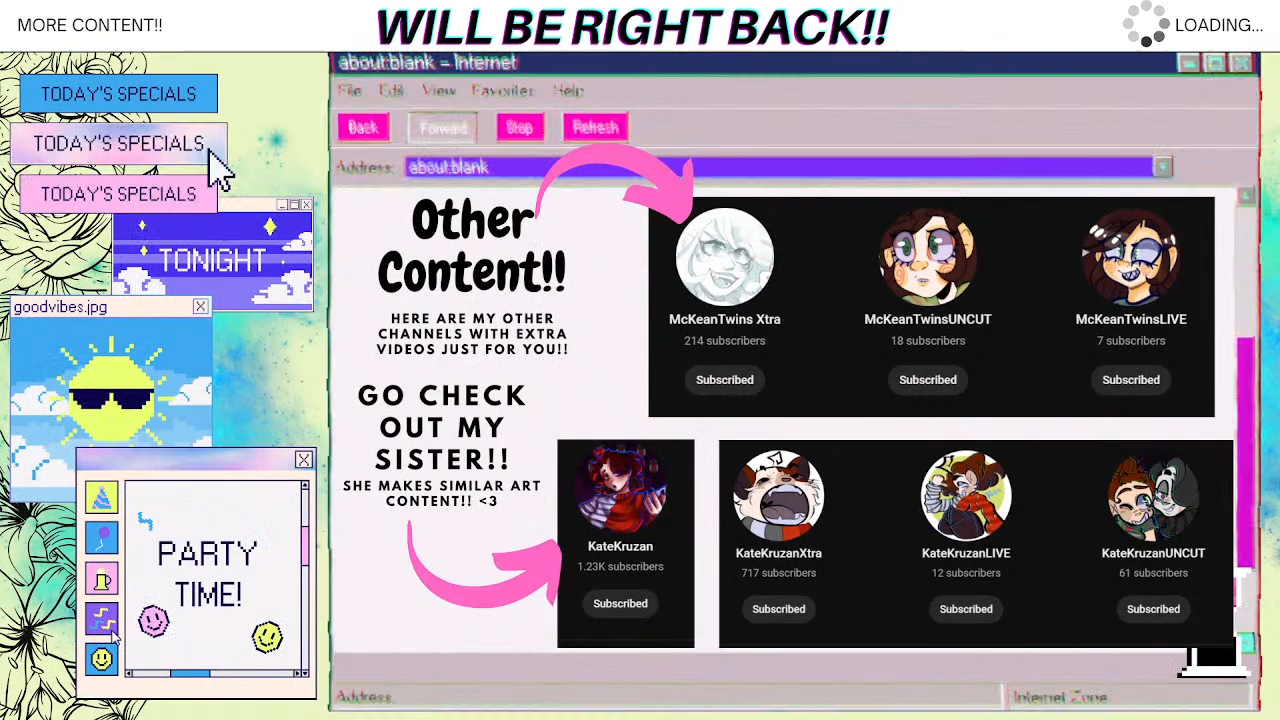 MORE CONTENT!!
WILL BE RIGHT BACK!!
LOADING...
TODAY'S SPECIALS
TODAY'S SPECIALS
TODAY'S SPECIALS
TONIGHT
goodvibes.jpg
PARTY
TIME!
about:blank – Internet
File Edit View Favorites Help
Back Forward Stop Refresh
Address: about:blank
Other
Content!!
HERE ARE MY OTHER
CHANNELS WITH EXTRA
VIDEOS JUST FOR YOU!!
McKeanTwins Xtra
214 subscribers
Subscribed
McKeanTwinsUNCUT
18 subscribers
Subscribed
McKeanTwinsLIVE
7 subscribers
Subscribed
GO CHECK
OUT MY
SISTER!!
SHE MAKES SIMILAR ART
CONTENT!! <3
KateKruzan
1.23K subscribers
Subscribed
KateKruzanXtra
717 subscribers
Subscribed
KateKruzanLIVE
12 subscribers
Subscribed
KateKruzanUNCUT
61 subscribers
Subscribed
Address:
Internet Zone